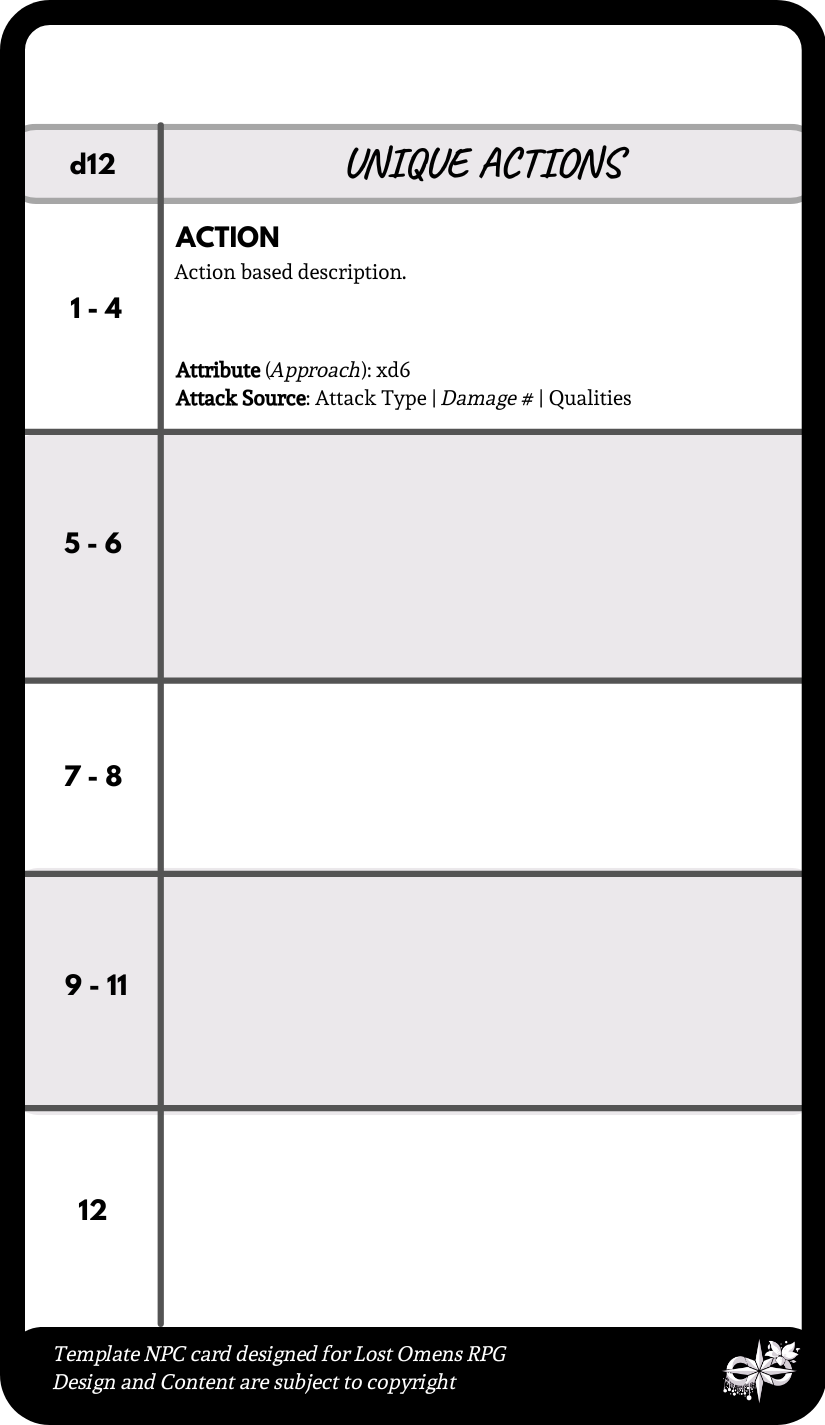 d12
UNIQUE ACTIONS
1 - 4
ACTION
Action based description.
Attribute (Approach): xd6
Attack Source: Attack Type | Damage # | Qualities
5 - 6
7 - 8
9 - 11
12
Template NPC card designed for Lost Omens RPG
Design and Content are subject to copyright